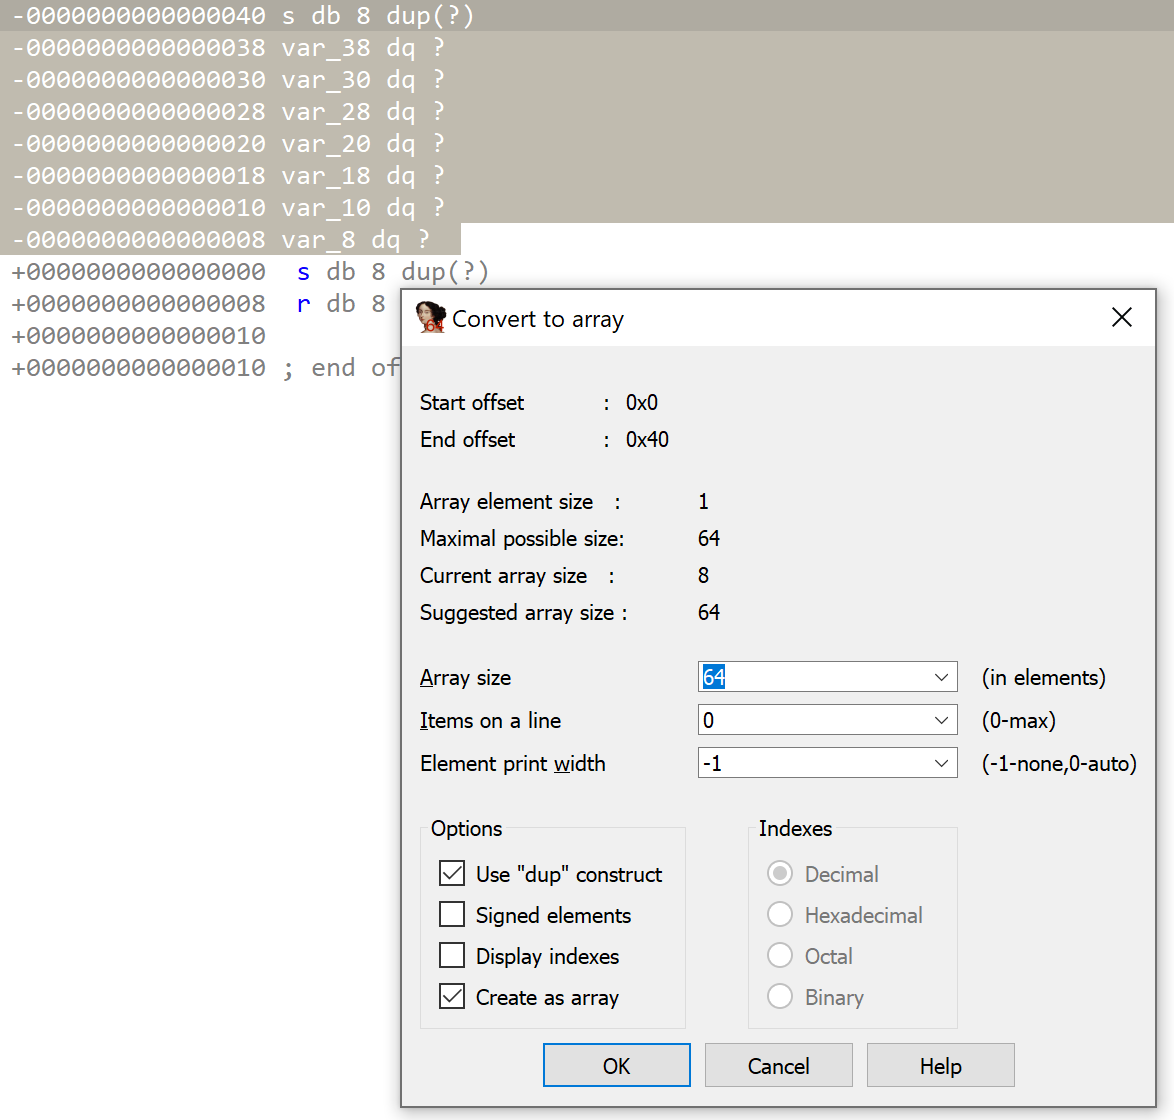 -0000000000000040 s db 8 dup(?)
-0000000000000038 var_38 dq ?
-0000000000000030 var_30 dq ?
-0000000000000028 var_28 dq ?
-0000000000000020 var_20 dq ?
-0000000000000018 var_18 dq ?
-0000000000000010 var_10 dq ?
-0000000000000008 var_8 dq ?
+0000000000000000  s db 8 dup(?)
+0000000000000008  r db 8
+0000000000000010
+0000000000000010 ; end of
64 Convert to array
Start offset : 0x0
End offset : 0x40
Array element size : 1
Maximal possible size: 64
Current array size : 8
Suggested array size : 64
Array size 64 (in elements)
Items on a line 0 (0-max)
Element print width -1 (-1-none,0-auto)
Options Indexes
Use "dup" construct Decimal
Signed elements Hexadecimal
Display indexes Octal
Create as array Binary
OK Cancel Help